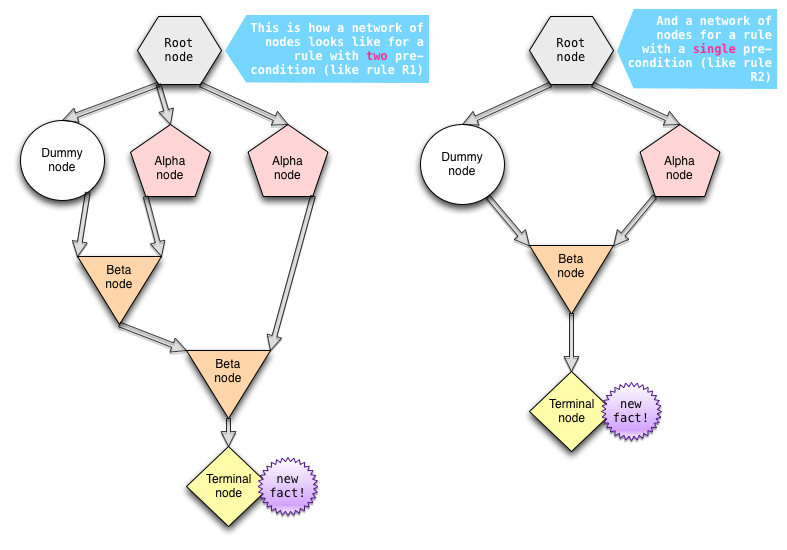 Root
node
This is how a network of
nodes looks like for a
rule with two pre–
condition (like rule R1)
Dummy
node
Alpha
node
Alpha
node
Beta
node
Beta
node
Terminal
node
new
fact!
Root
node
And a network of
nodes for a rule
with a single pre–
condition (like rule
R2)
Dummy
node
Alpha
node
Beta
node
Terminal
node
new
fact!